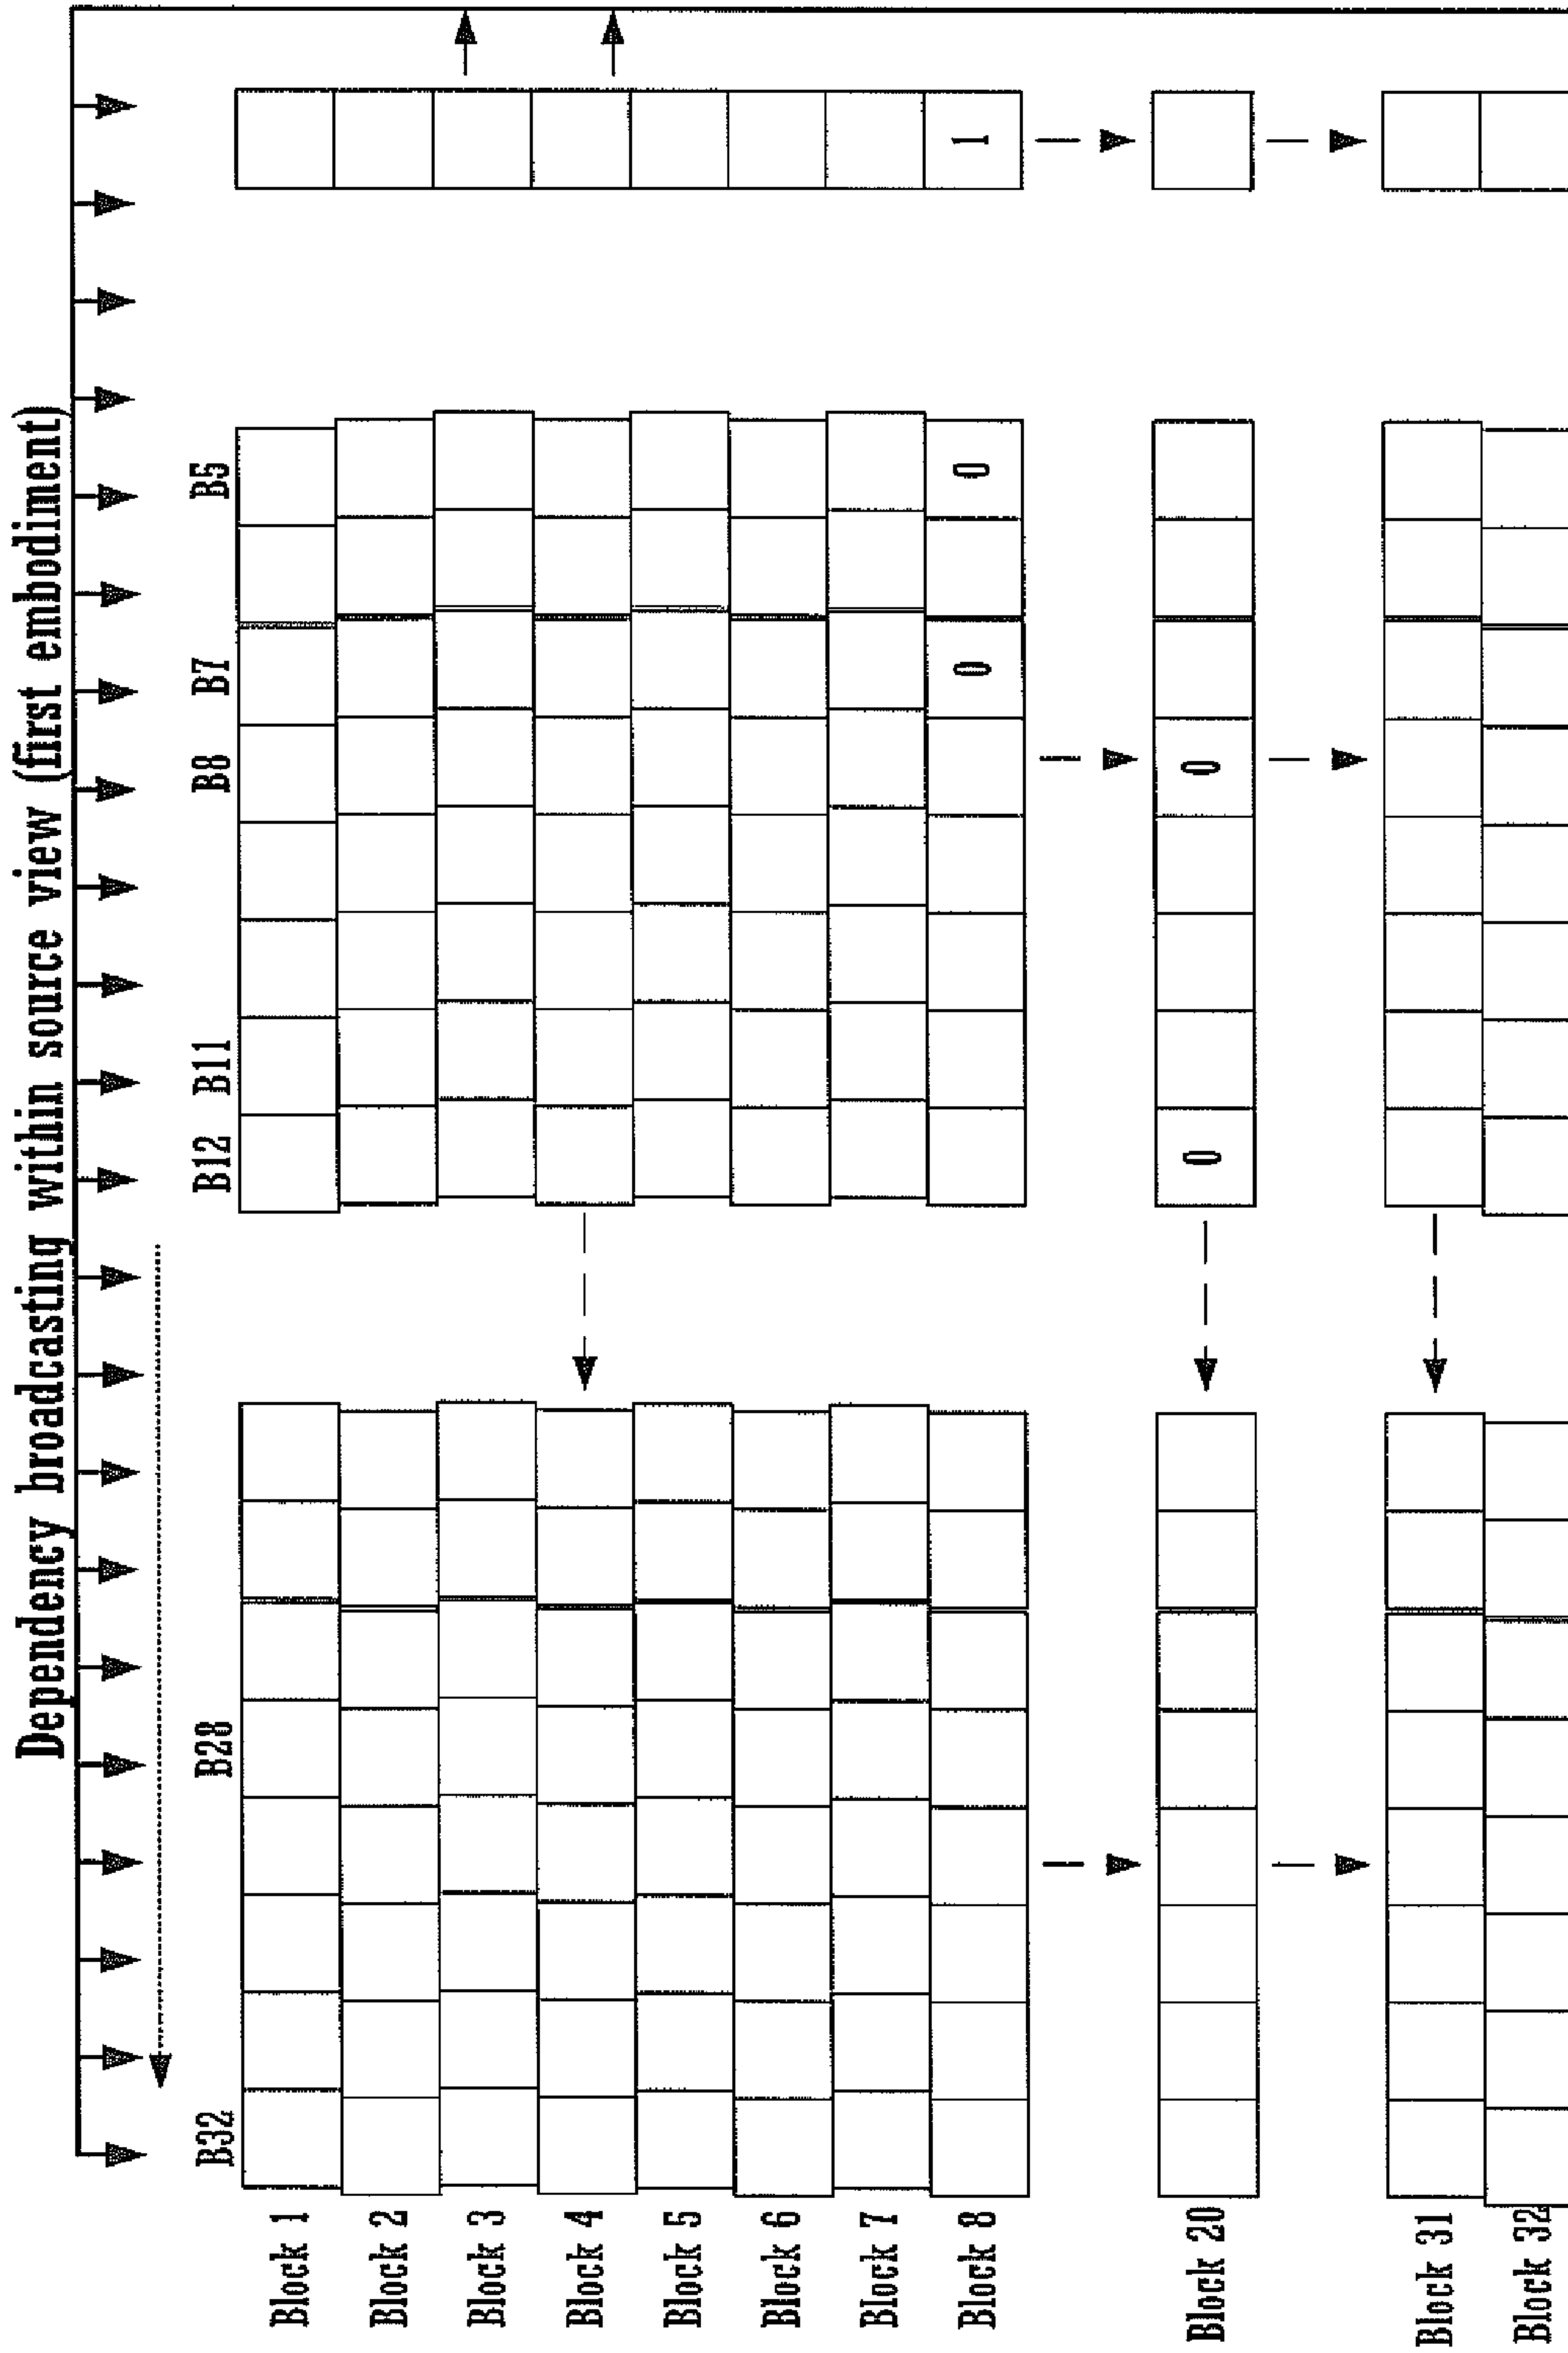 Dependency broadcasting within source view (first embodiment)
B32 B28 B12 B11 B8 B7 B5
Block 1
Block 2
Block 3
Block 4
Block 5
Block 6
Block 7
Block 8 0 0 1
Block 20 0 0
Block 31
Block 32